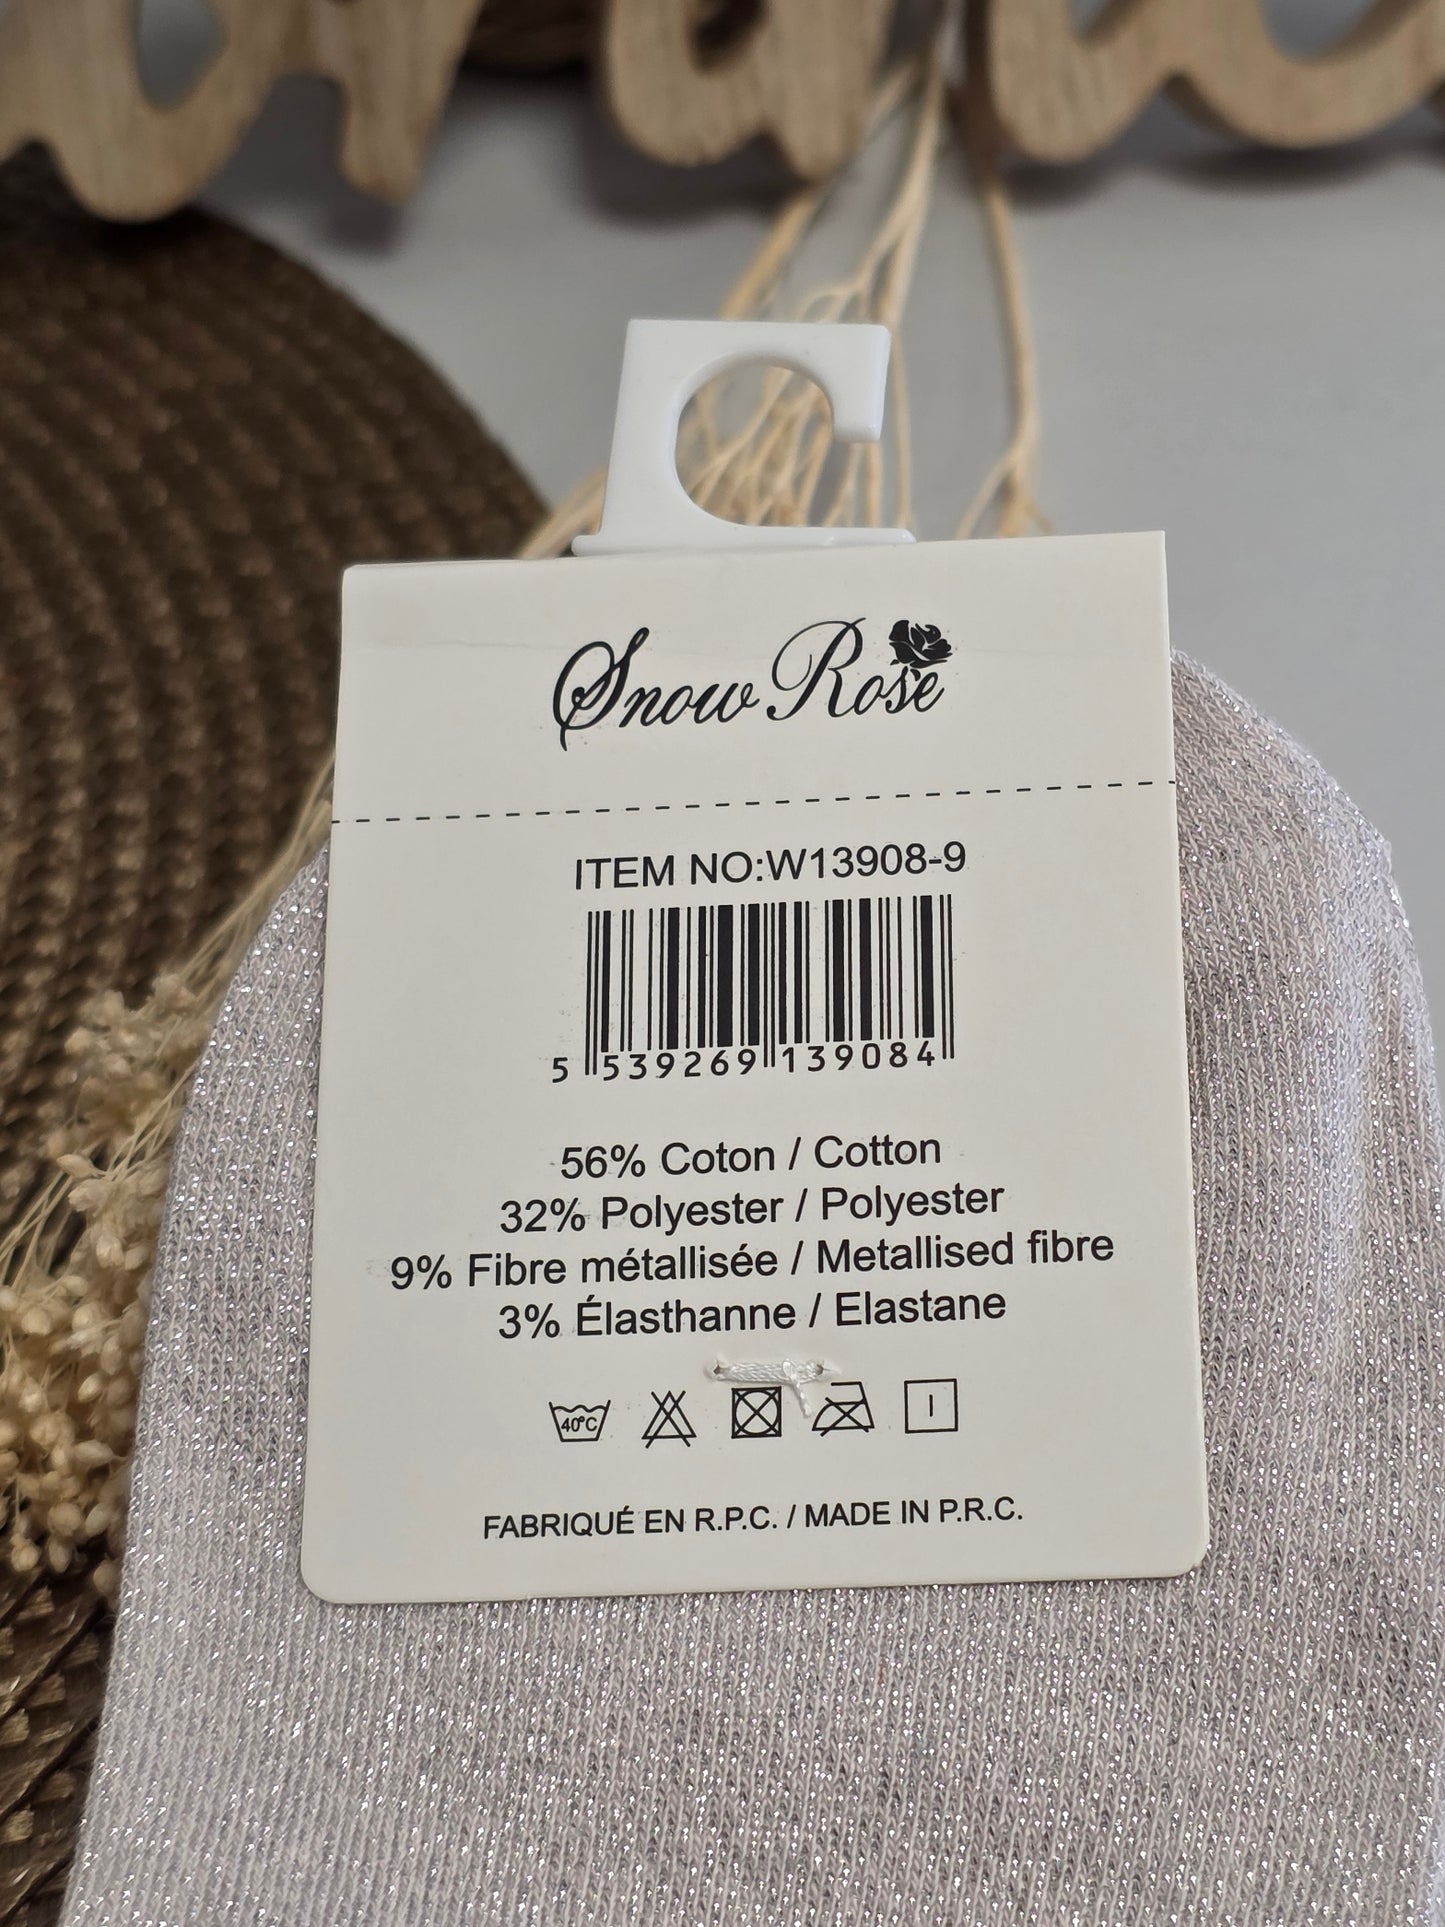 Snow Rose
ITEM NO:W13908-9
5 539269 139084
56% Coton / Cotton
32% Polyester / Polyester
9% Fibre métallisée / Metallised fibre
3% Élasthanne / Elastane
40°C
FABRIQUÉ EN R.P.C. / MADE IN P.R.C.